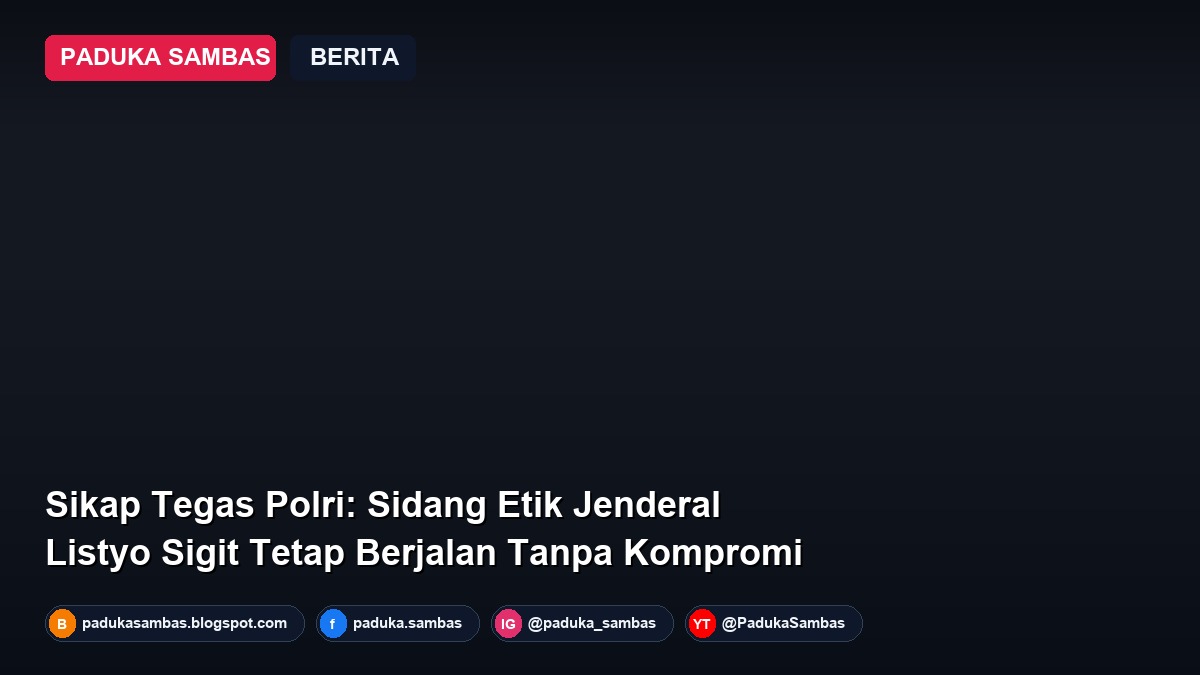 PADUKA SAMBAS BERITA
Sikap Tegas Polri: Sidang Etik Jenderal
Listyo Sigit Tetap Berjalan Tanpa Kompromi
B padukasambas.blogspot.com f paduka.sambas IG @paduka_sambas YT @PadukaSambas